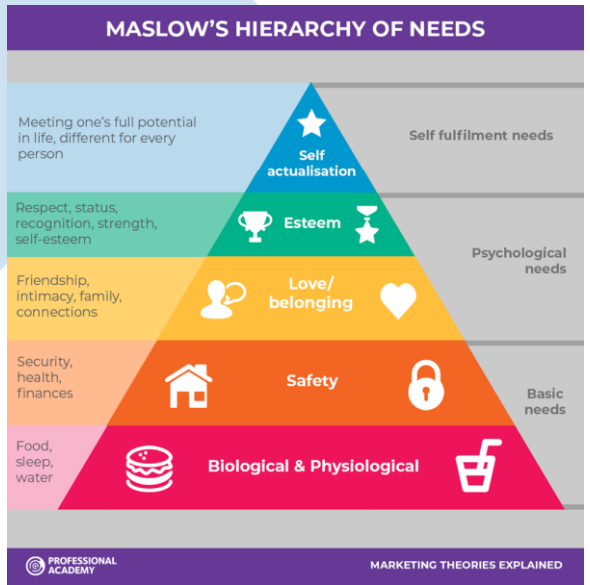 MASLOW'S HIERARCHY OF NEEDS
Meeting one's full potential
in life, different for every
person
Self
actualisation
Self fulfilment needs
Respect, status,
recognition, strength,
self-esteem
Esteem
Psychological
needs
Friendship,
intimacy, family,
connections
Love/
belonging
Security,
health,
finances
Safety
Basic
needs
Food,
sleep,
water
Biological & Physiological
PROFESSIONAL
ACADEMY
MARKETING THEORIES EXPLAINED